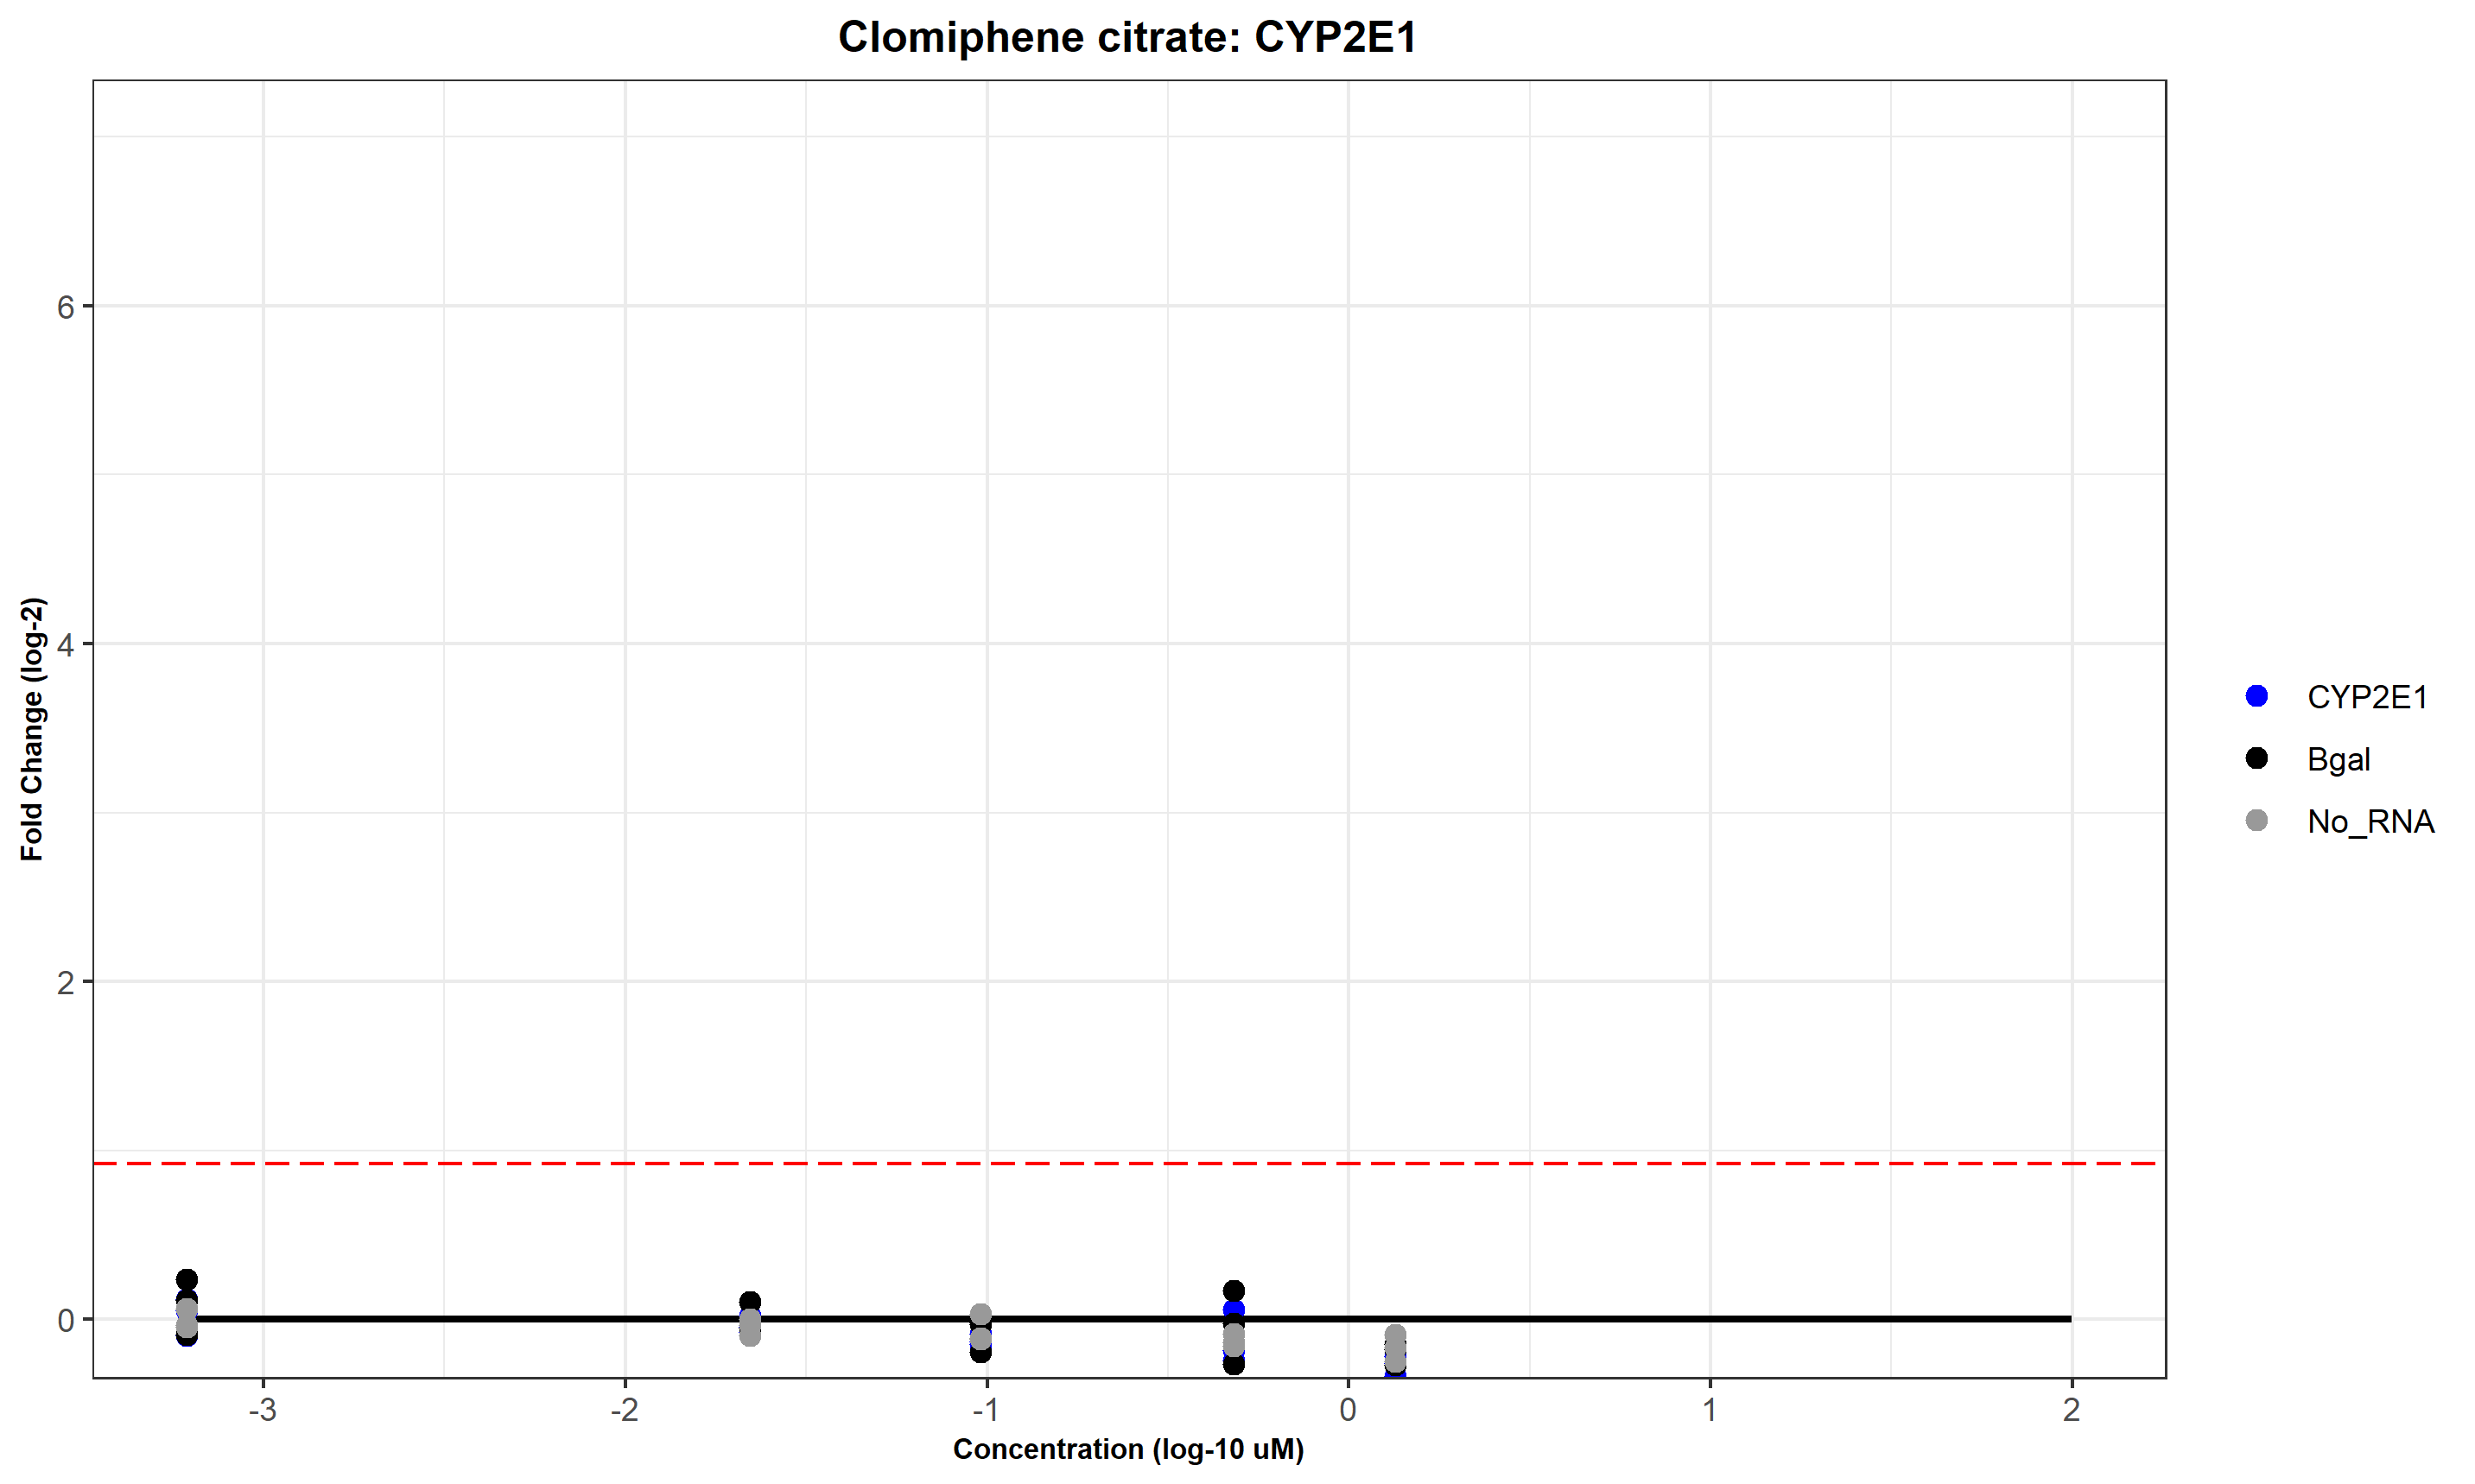 Clomiphene citrate: CYP2E1
Fold Change (log-2)
6
4
2
0
-3
-2
-1
0
1
2
Concentration (log-10 uM)
CYP2E1
Bgal
No_RNA